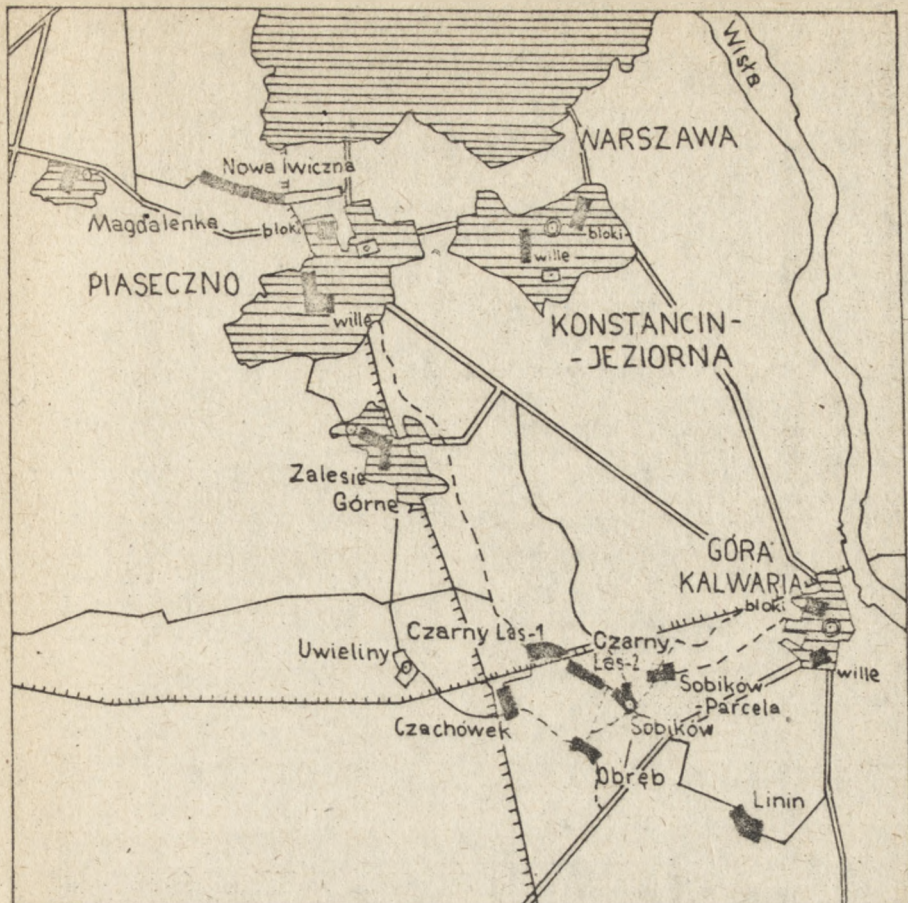 Wisła
WARSZAWA
Nowa Iwiczna
Magdalenka
bloki
bloki
wille
PIASECZNO
wille
KONSTANCIN-
-JEZIORNA
Zalesie
Górne
GÓRA
KALWARIA
bloki
Czarny Las-1
Czarny
Las-2
Uwieliny
wille
Sobików
-Parcela
Czachówek
Sobików
Obręb
Linin